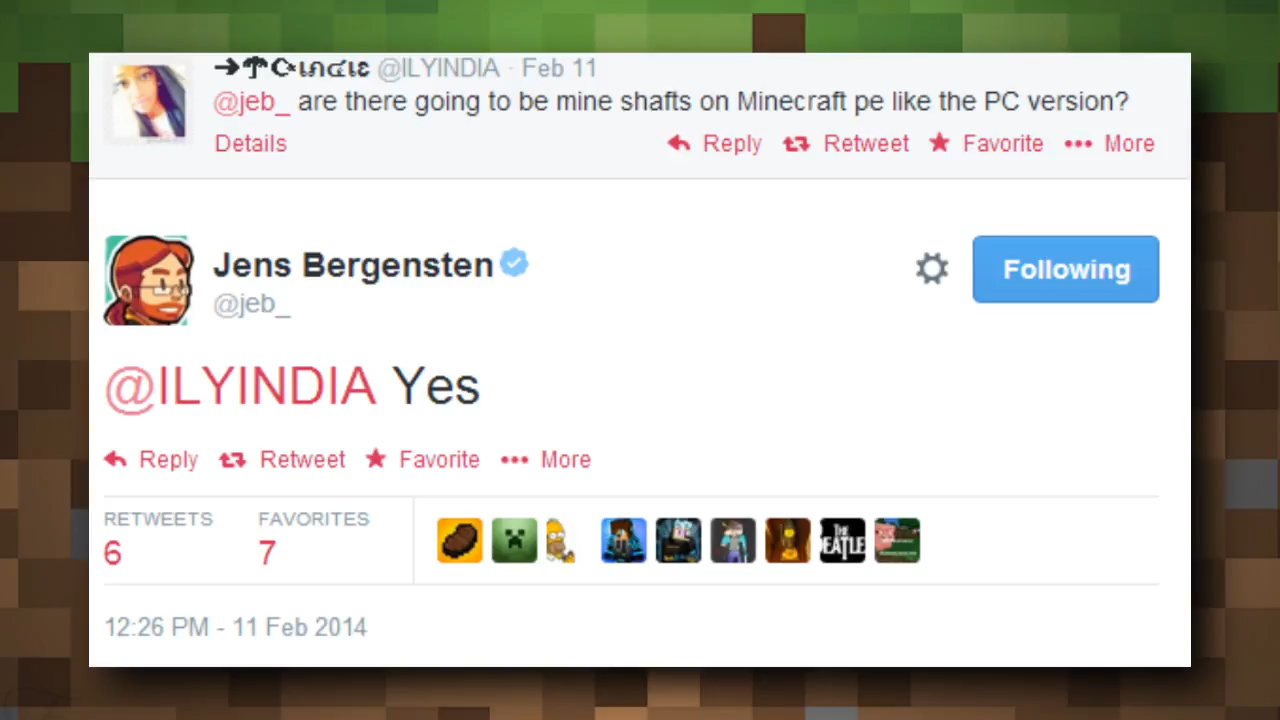 @ILYINDIA · Feb 11
@jeb_ are there going to be mine shafts on Minecraft pe like the PC version?
Details Reply Retweet Favorite More
Jens Bergensten
@jeb_
Following
@ILYINDIA Yes
Reply Retweet Favorite More
RETWEETS FAVORITES
6 7
THE
BEATLES
12:26 PM - 11 Feb 2014